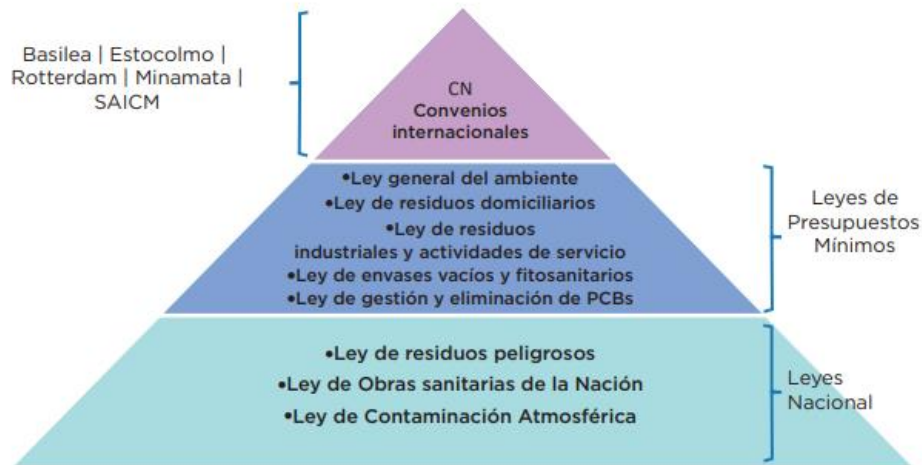 Basilea | Estocolmo |
Rotterdam | Minamata |
SAICM
CN
Convenios
internacionales
•Ley general del ambiente
•Ley de residuos domiciliarios
•Ley de residuos
industriales y actividades de servicio
•Ley de envases vacíos y fitosanitarios
•Ley de gestión y eliminación de PCBs
Leyes de
Presupuestos
Mínimos
•Ley de residuos peligrosos
•Ley de Obras sanitarias de la Nación
•Ley de Contaminación Atmosférica
Leyes
Nacional